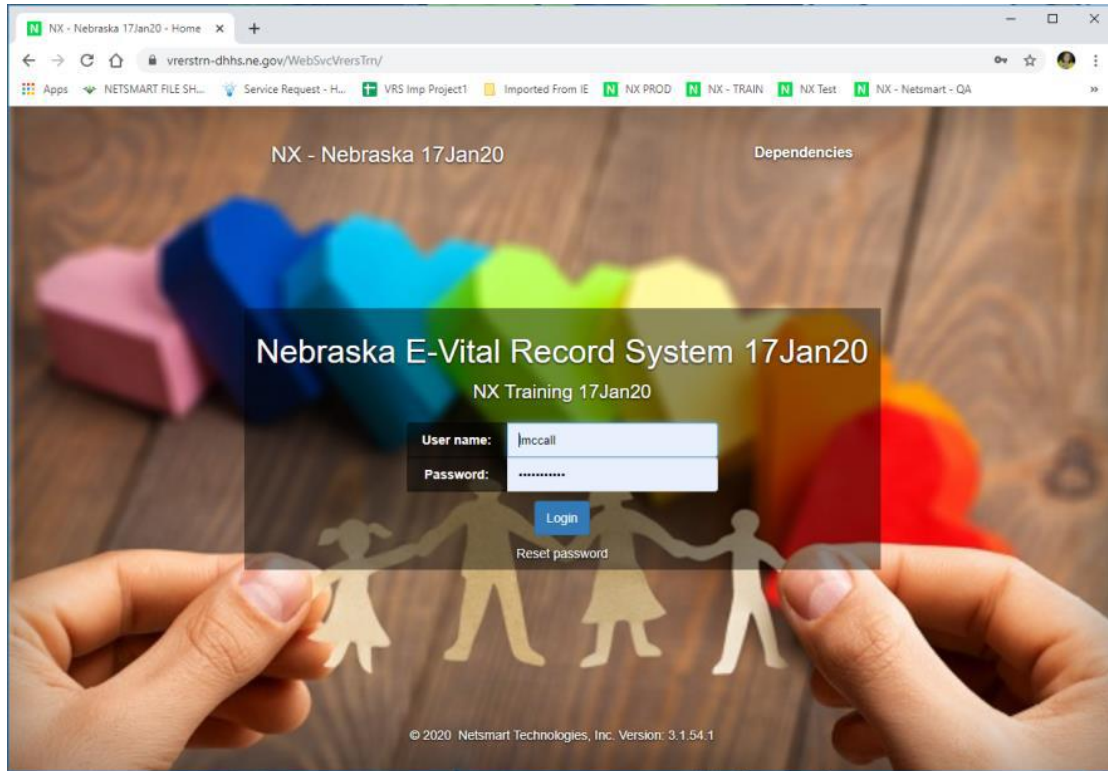 N NX - Nebraska 17Jan20 - Home
vrerstrn-dhhs.ne.gov/WebSvcVrersTrn/
Apps NETSMART FILE SH... Service Request - H... VRS Imp Project1 Imported From IE N NX PROD N NX - TRAIN N NX Test N NX - Netsmart - QA »
NX - Nebraska 17Jan20 Dependencies
Nebraska E-Vital Record System 17Jan20
NX Training 17Jan20
User name: lmccall
Password: •••••••••••
Login
Reset password
© 2020 Netsmart Technologies, Inc. Version: 3.1.54.1